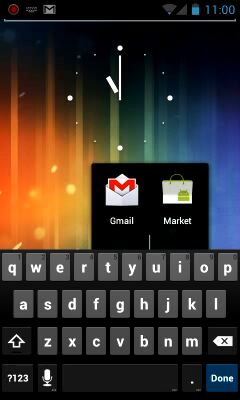 11:00
Gmail Market
q w e r t y u i o p
a s d f g h j k l
z x c v b n m
?123 . Done